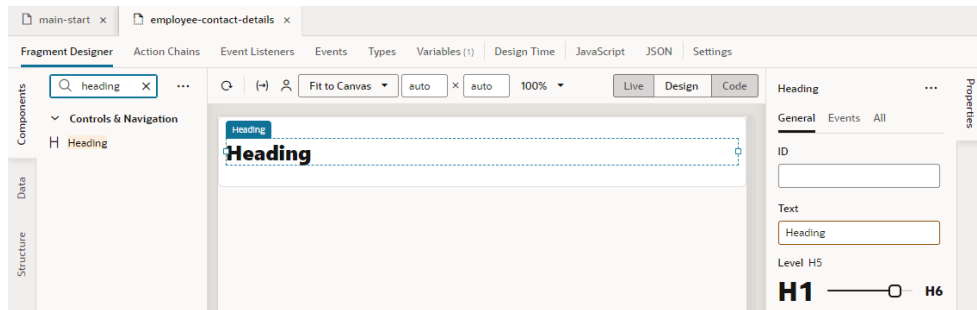 main-start ×
employee-contact-details ×
Fragment Designer Action Chains Event Listeners Events Types Variables (1) Design Time JavaScript JSON Settings
Components
Data
Structure
heading X ...
Controls & Navigation
H Heading
Fit to Canvas auto × auto 100% Live Design Code
Heading
Heading
Heading ...
General Events All
ID
Text
Heading
Level H5
H1 H6
Properties